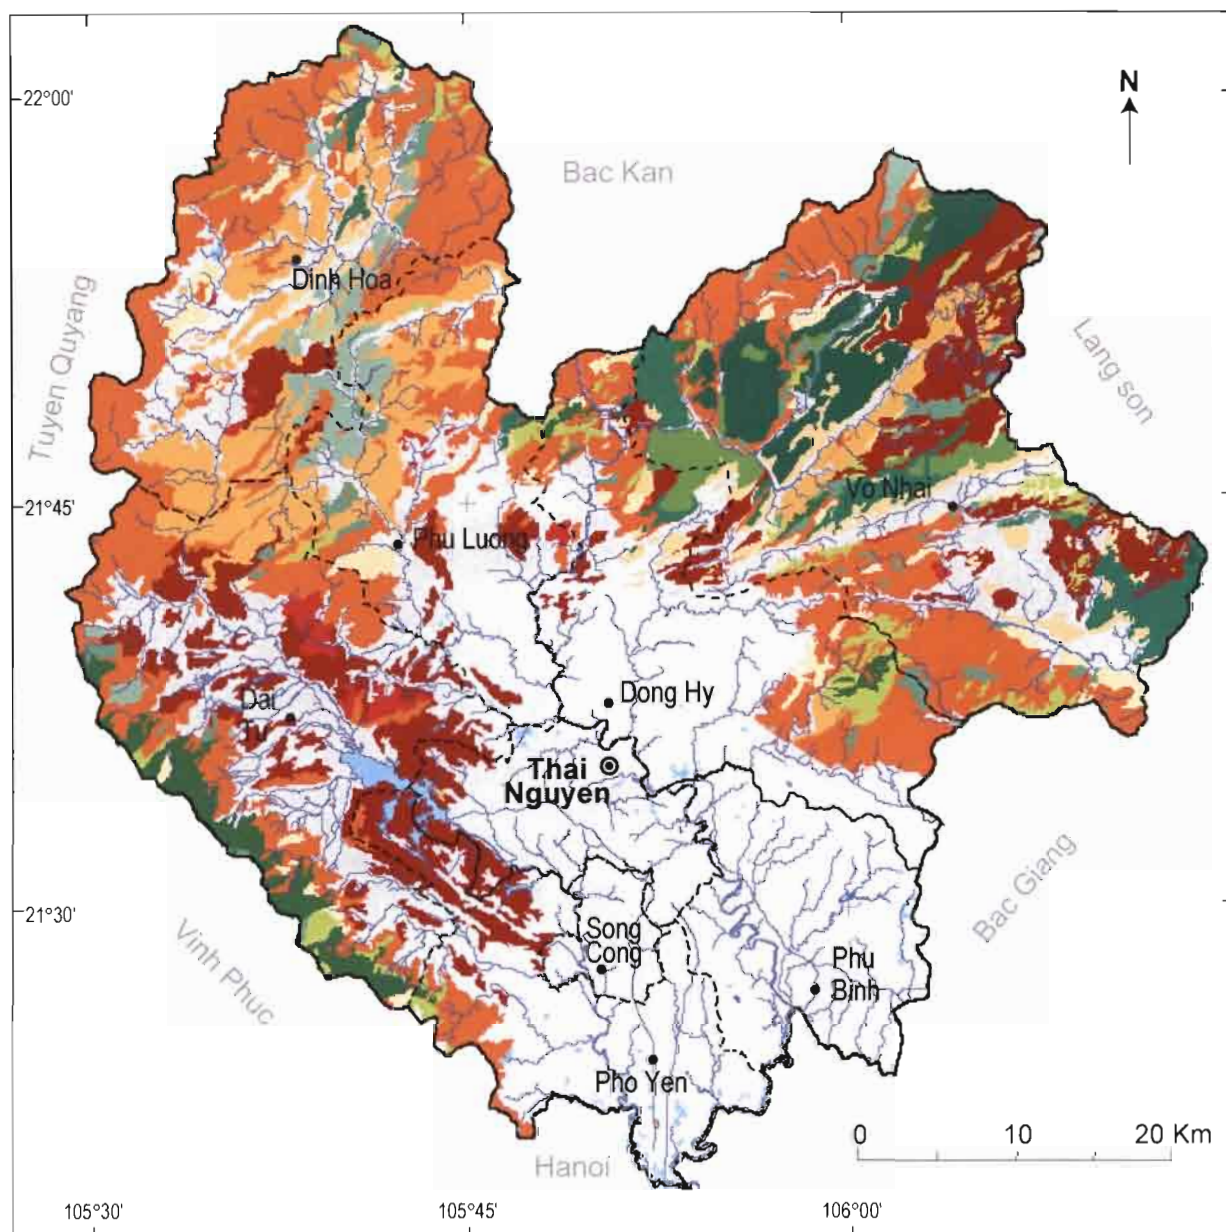 22°00'
N
Bac Kan
Dinh Hoa
Tuyen Quyang
Lang son
21°45'
Vo Nhai
Phu Luong
Dong Hy
Dai
Tu
Thai
Nguyen
21°30'
Bac Giang
Vinh Phuc
Song
Cong
Phu
Binh
Pho Yen
0 10 20 Km
Hanoi
105°30'
105°45'
106°00'